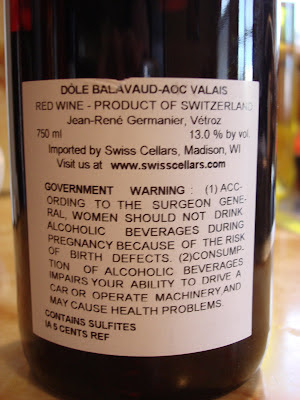 DÔLE BALAVAUD-AOC VALAIS
RED WINE - PRODUCT OF SWITZERLAND
Jean-René Germanier, Vétroz
750 ml 13.0 % by vol.
Imported by Swiss Cellars, Madison, WI
Visit us at www.swisscellars.com
GOVERNMENT WARNING : (1) ACC-
ORDING TO THE SURGEON GENE-
RAL, WOMEN SHOULD NOT DRINK
ALCOHOLIC BEVERAGES DURING
PREGNANCY BECAUSE OF THE RISK
OF BIRTH DEFECTS. (2)CONSUMP-
TION OF ALCOHOLIC BEVERAGES
IMPAIRS YOUR ABILITY TO DRIVE A
CAR OR OPERATE MACHINERY,AND
MAY CAUSE HEALTH PROBLEMS.
CONTAINS SULFITES
IA 5 CENTS REF